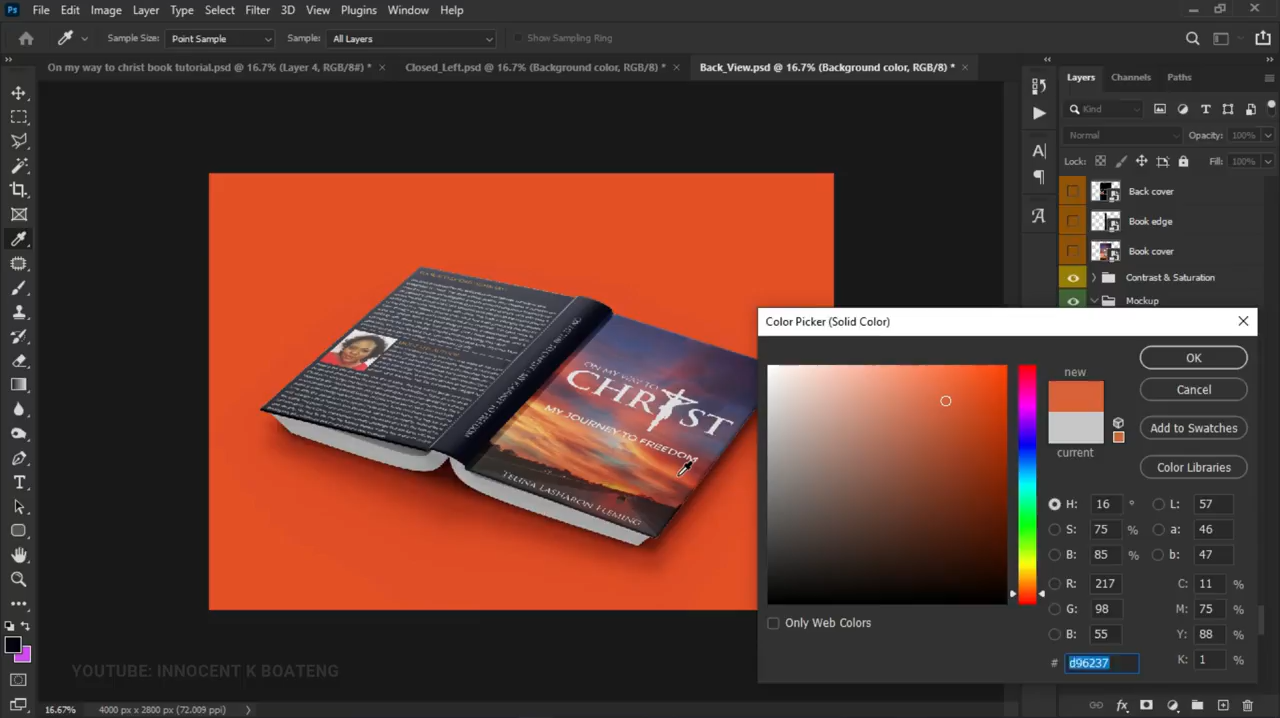 Ps File Edit Image Layer Type Select Filter 3D View Plugins Window Help
Sample Size: Point Sample Sample: All Layers Show Sampling Ring
On my way to christ book tutorial.psd @ 16.7% (Layer 4, RGB/8#) * Closed_Left.psd @ 16.7% (Background color, RGB/8) * Back_View.psd @ 16.7% (Background color, RGB/8) *
Layers Channels Paths
Kind
Normal Opacity: 100%
Lock: Fill: 100%
Back cover
Book edge
Book cover
Contrast & Saturation
Mockup
ON MY WAY TO
CHRIST
MY JOURNEY TO FREEDOM
TELINA LASHARON FLEMING
Color Picker (Solid Color)
new
current
OK
Cancel
Add to Swatches
Color Libraries
H: 16 ° L: 57
S: 75 % a: 46
B: 85 % b: 47
R: 217 C: 11 %
G: 98 M: 75 %
B: 55 Y: 88 %
# d96237 K: 1 %
Only Web Colors
YOUTUBE: INNOCENT K BOATENG
16.67% 4000 px x 2800 px (72.009 ppi)